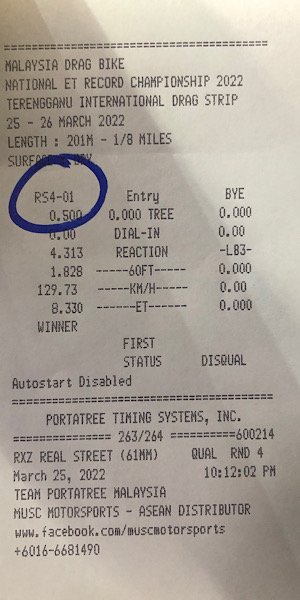 MALAYSIA DRAG BIKE
NATIONAL ET RECORD CHAMPIONSHIP 2022
TERENGGANU INTERNATIONAL DRAG STRIP
25 - 26 MARCH 2022
LENGTH : 201M - 1/8 MILES
SURFACE : DRY
RS4-01 Entry BYE
0.500 0.000 TREE 0.000
0.00 DIAL-IN 0.00
4.313 REACTION -LB3-
1.828 ------60FT----- 0.000
129.73 -----KM/H----- 0.00
8.330 ------ET------ 0.000
WINNER
FIRST
STATUS DISQUAL
Autostart Disabled
PORTATREE TIMING SYSTEMS, INC.
============== 263/264 ==========600214
RXZ REAL STREET (61MM) QUAL RND 4
March 25, 2022 10:12:02 PM
TEAM PORTATREE MALAYSIA
MUSC MOTORSPORTS - ASEAN DISTRIBUTOR
www.facebook.com/muscmotorsports
+6016-6681490